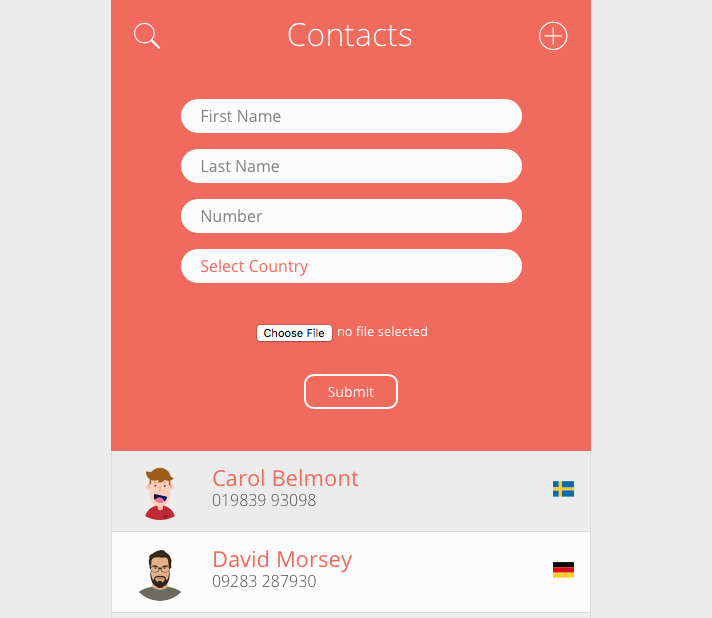 Contacts
First Name
Last Name
Number
Select Country
Choose File no file selected
Submit
Carol Belmont
019839 93098
David Morsey
09283 287930